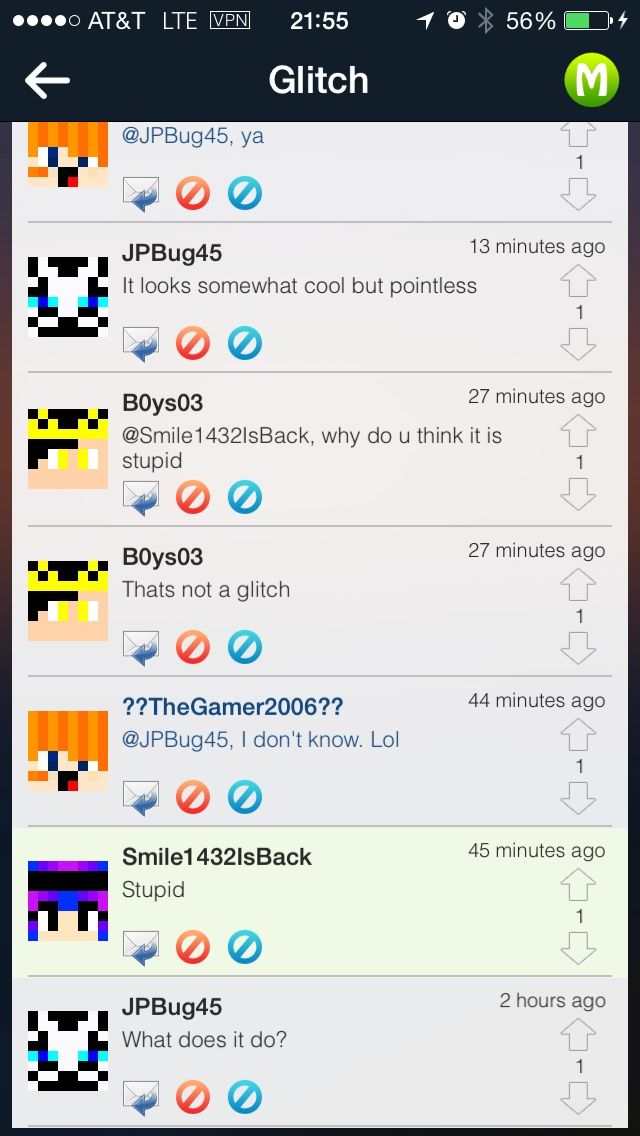 AT&T LTE VPN 21:55 56%
Glitch
M
@JPBug45, ya
1
JPBug45 13 minutes ago
It looks somewhat cool but pointless
1
B0ys03 27 minutes ago
@Smile1432IsBack, why do u think it is
stupid
1
B0ys03 27 minutes ago
Thats not a glitch
1
??TheGamer2006?? 44 minutes ago
@JPBug45, I don't know. Lol
1
Smile1432IsBack 45 minutes ago
Stupid
1
JPBug45 2 hours ago
What does it do?
1